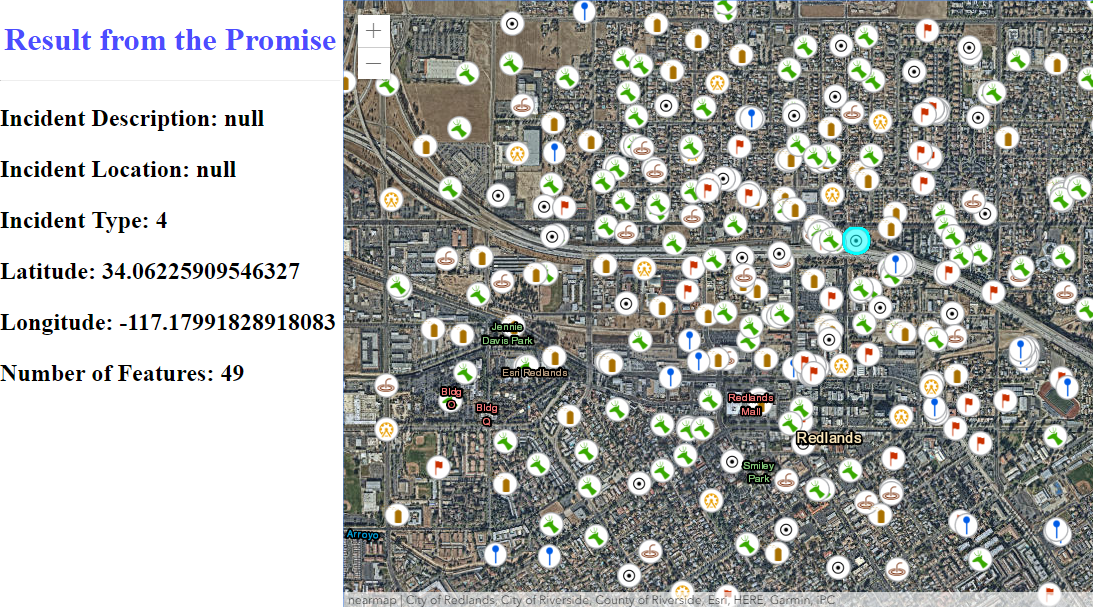 Result from the Promise
Incident Description: null
Incident Location: null
Incident Type: 4
Latitude: 34.06225909546327
Longitude: -117.17991828918083
Number of Features: 49
+
−
Jennie
Davis Park
Esri Redlands
Bldg
O
Bldg
Q
Redlands
Mall
Redlands
Smiley
Park
Arroyo
nearmap | City of Redlands, City of Riverside, County of Riverside, Esri, HERE, Garmin, iPC